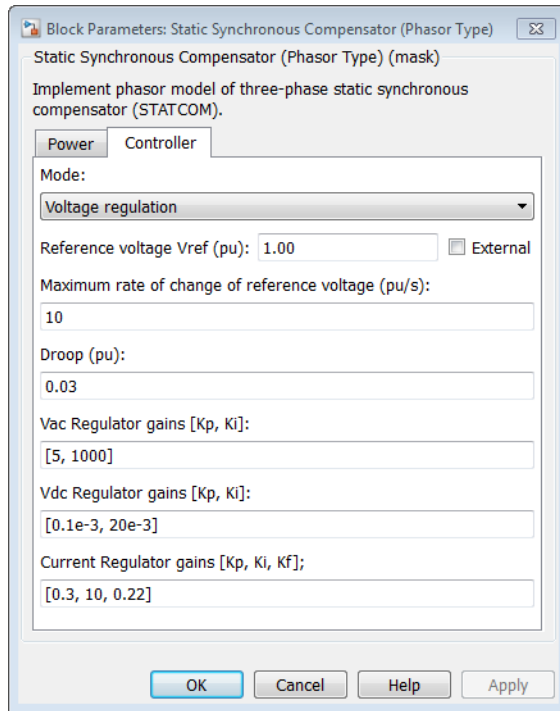 Block Parameters: Static Synchronous Compensator (Phasor Type)
Static Synchronous Compensator (Phasor Type) (mask)
Implement phasor model of three-phase static synchronous
compensator (STATCOM).
Power Controller
Mode:
Voltage regulation
Reference voltage Vref (pu): 1.00 External
Maximum rate of change of reference voltage (pu/s):
10
Droop (pu):
0.03
Vac Regulator gains [Kp, Ki]:
[5, 1000]
Vdc Regulator gains [Kp, Ki]:
[0.1e-3, 20e-3]
Current Regulator gains [Kp, Ki, Kf];
[0.3, 10, 0.22]
OK Cancel Help Apply